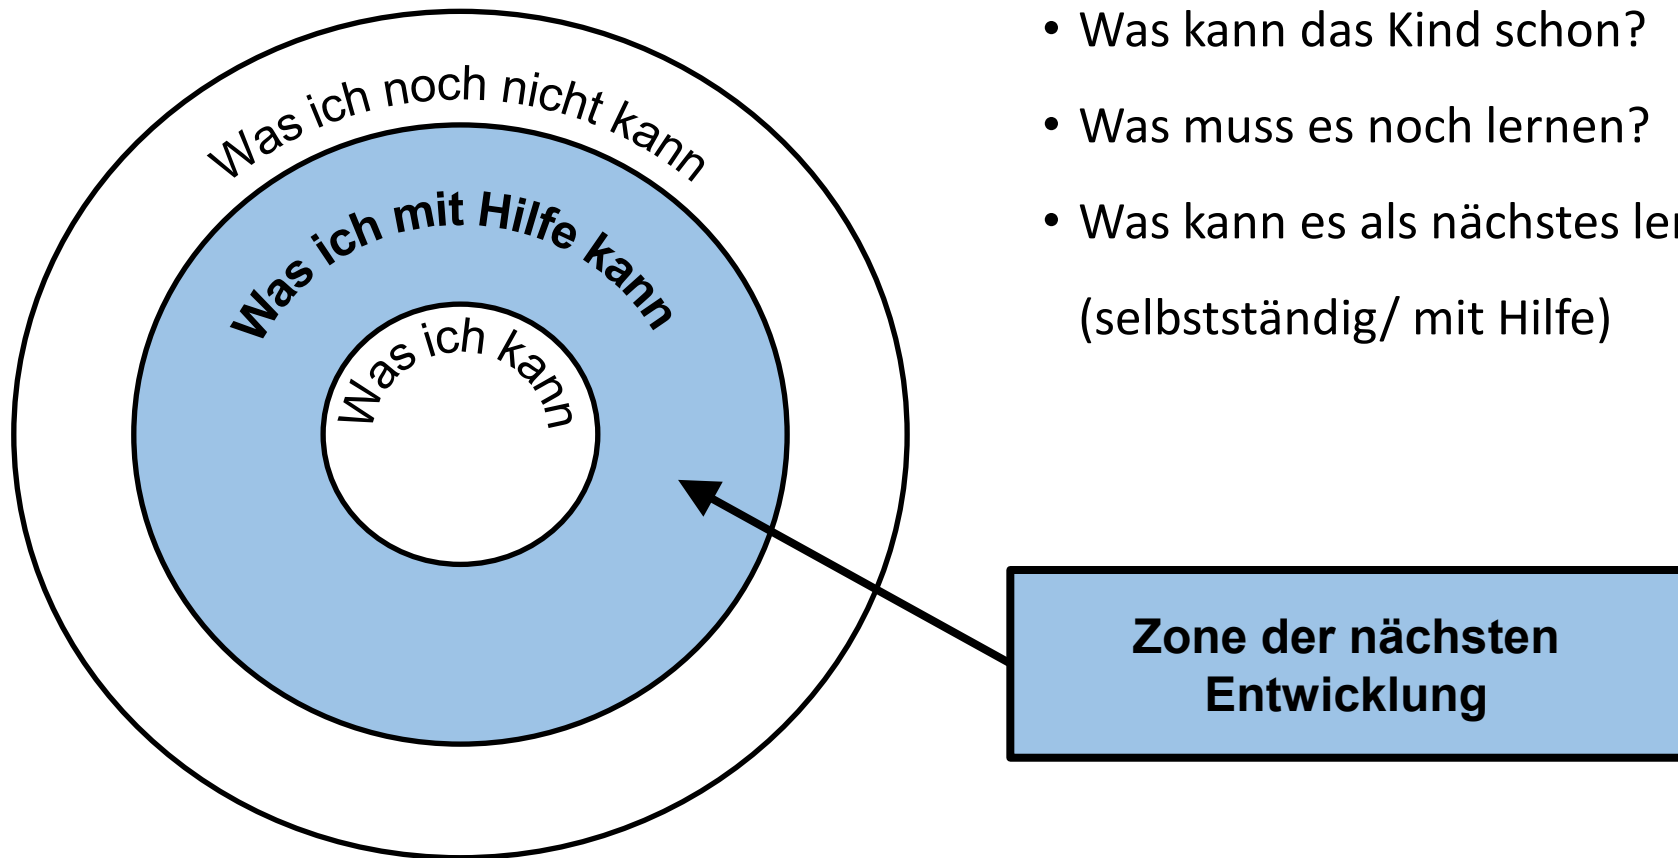 Was ich noch nicht kann
Was ich mit Hilfe kann
Was ich kann
• Was kann das Kind schon?
• Was muss es noch lernen?
• Was kann es als nächstes
(selbstständig/ mit Hilfe)
Zone der nächsten
Entwicklung